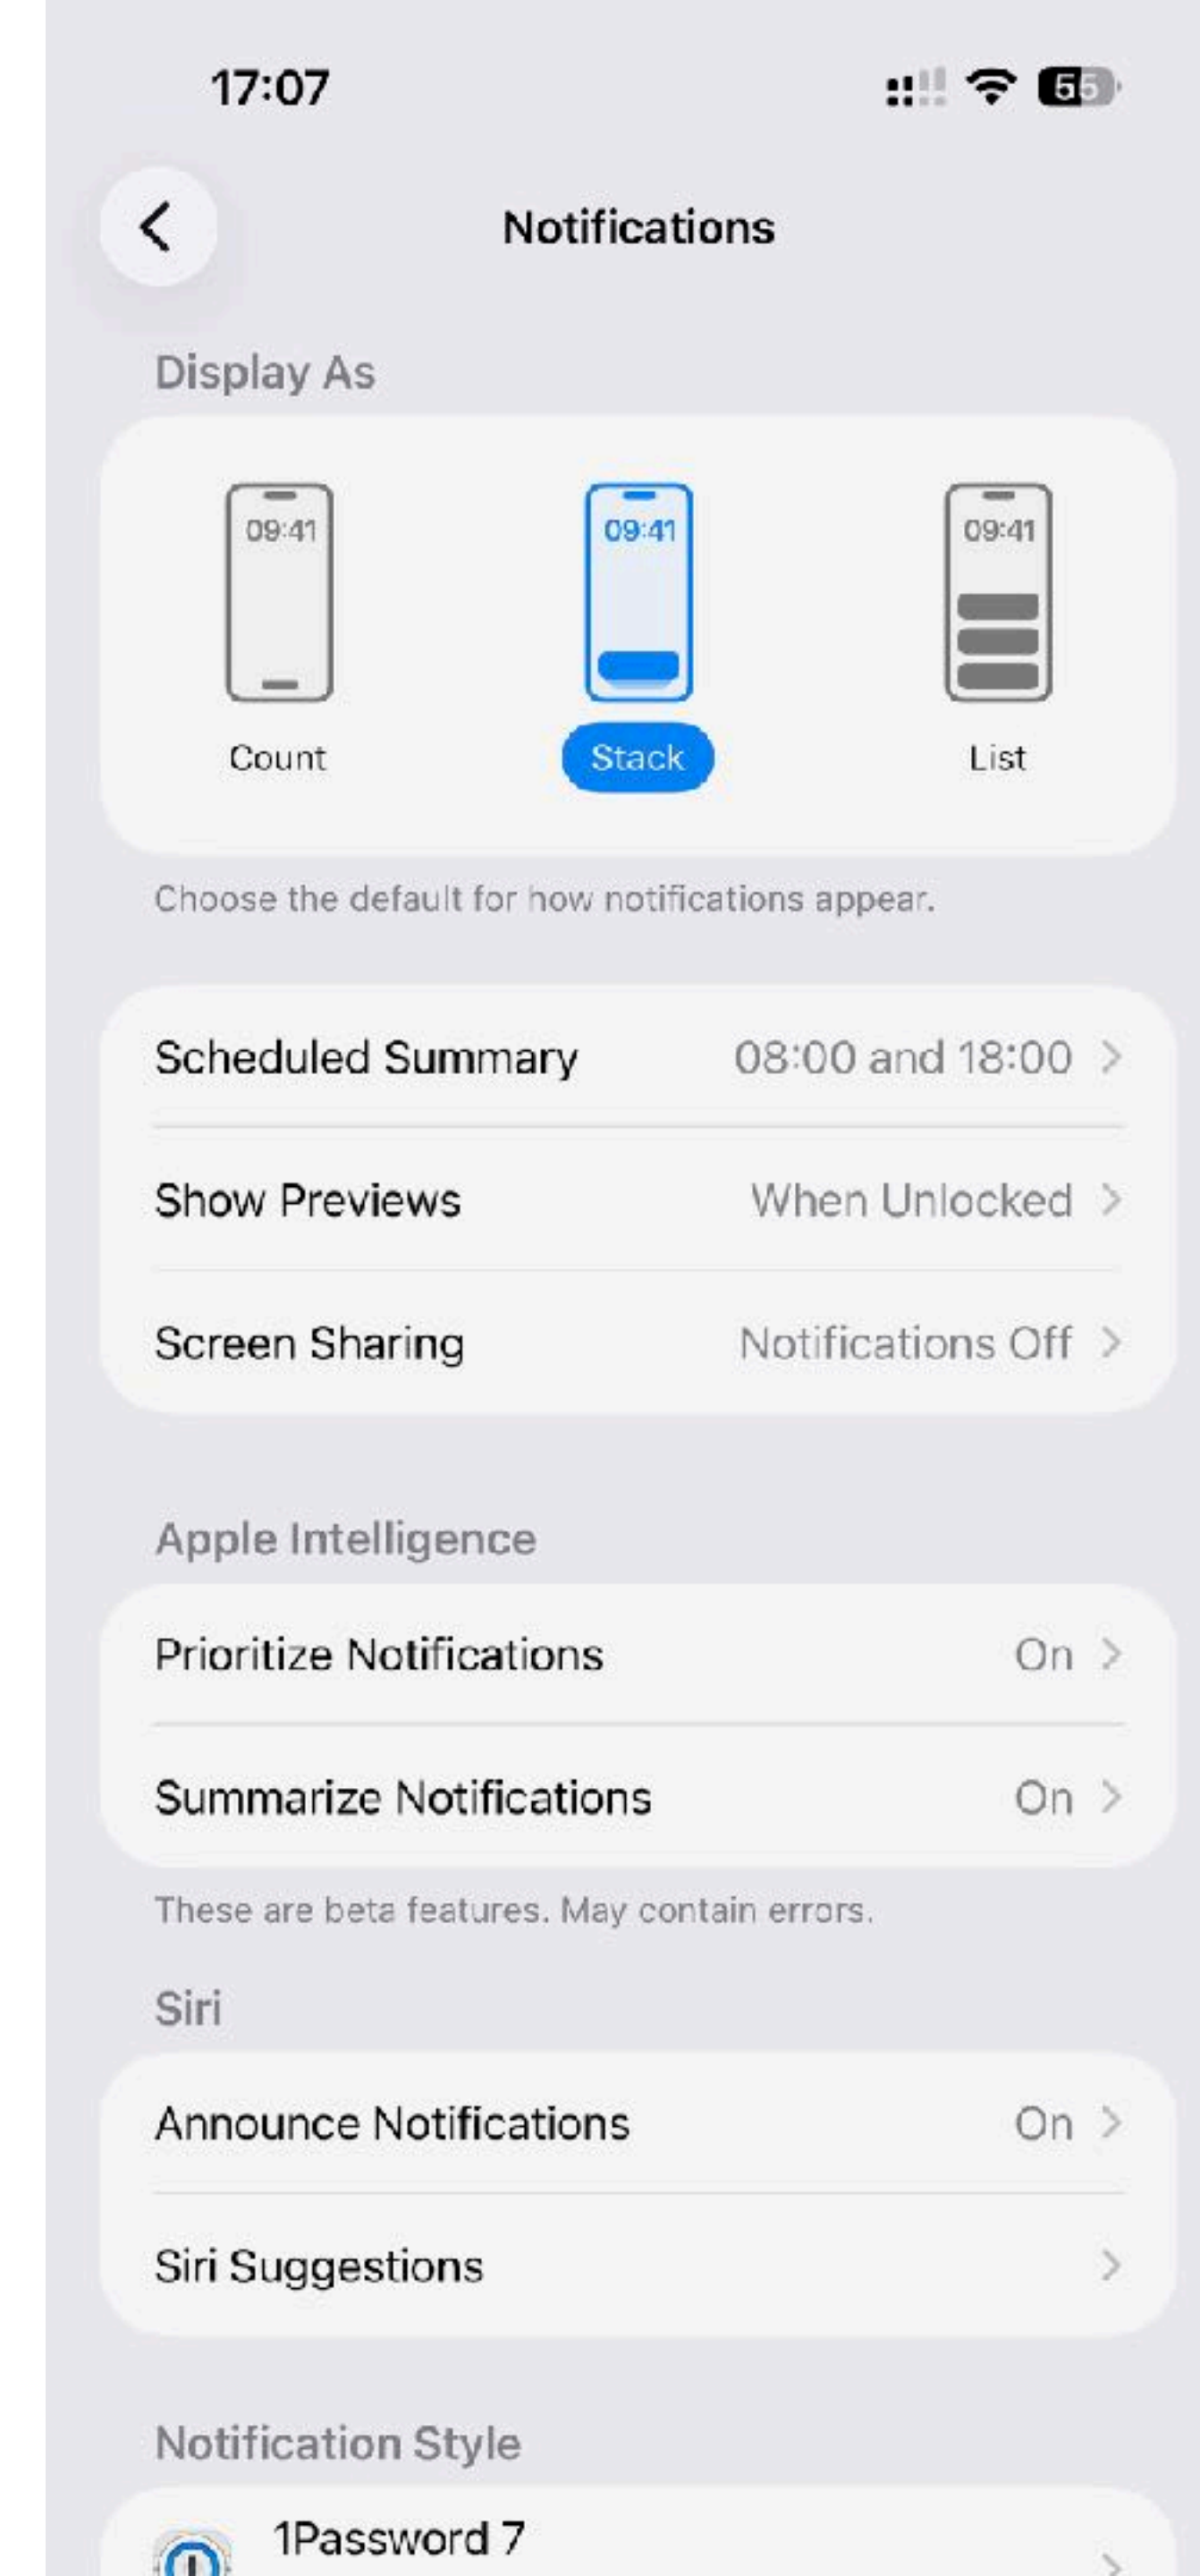 17:07
55
Notifications
Display As
09:41 09:41 09:41
Count Stack List
Choose the default for how notifications appear.
Scheduled Summary 08:00 and 18:00
Show Previews When Unlocked
Screen Sharing Notifications Off
Apple Intelligence
Prioritize Notifications On
Summarize Notifications On
These are beta features. May contain errors.
Siri
Announce Notifications On
Siri Suggestions
Notification Style
1Password 7